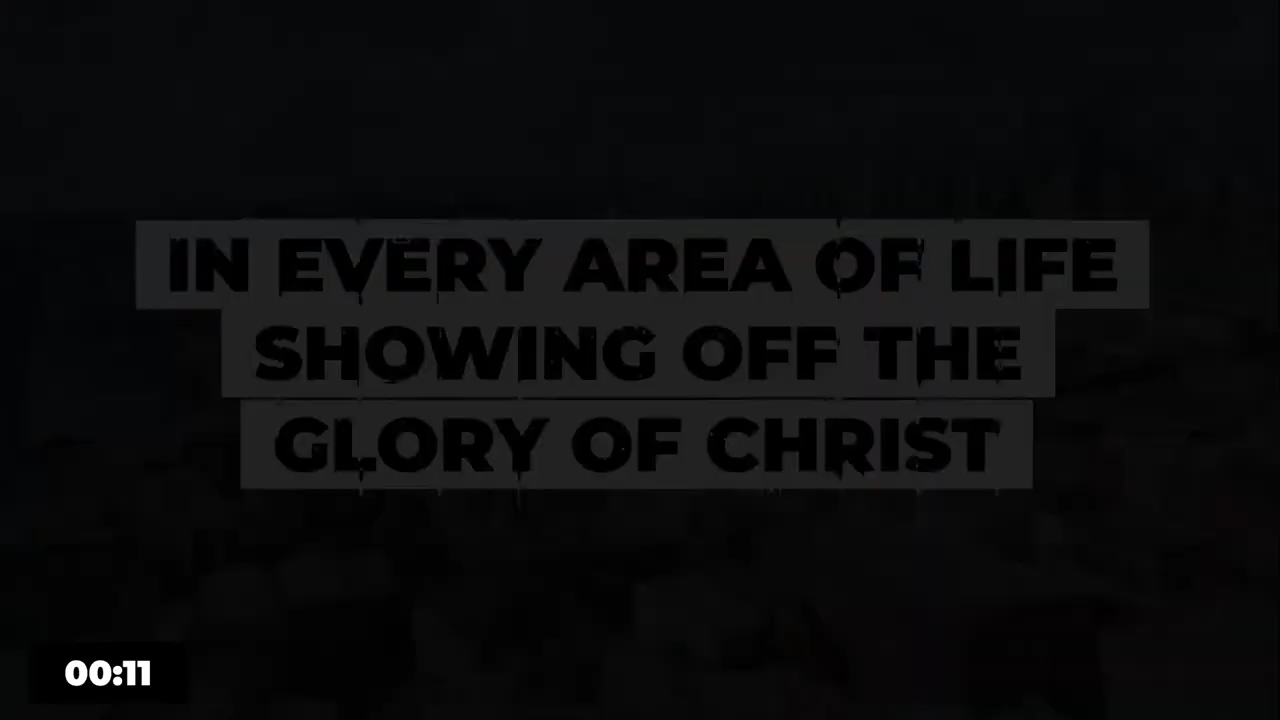 IN EVERY AREA OF LIFE
SHOWING OFF THE
GLORY OF CHRIST
00:11